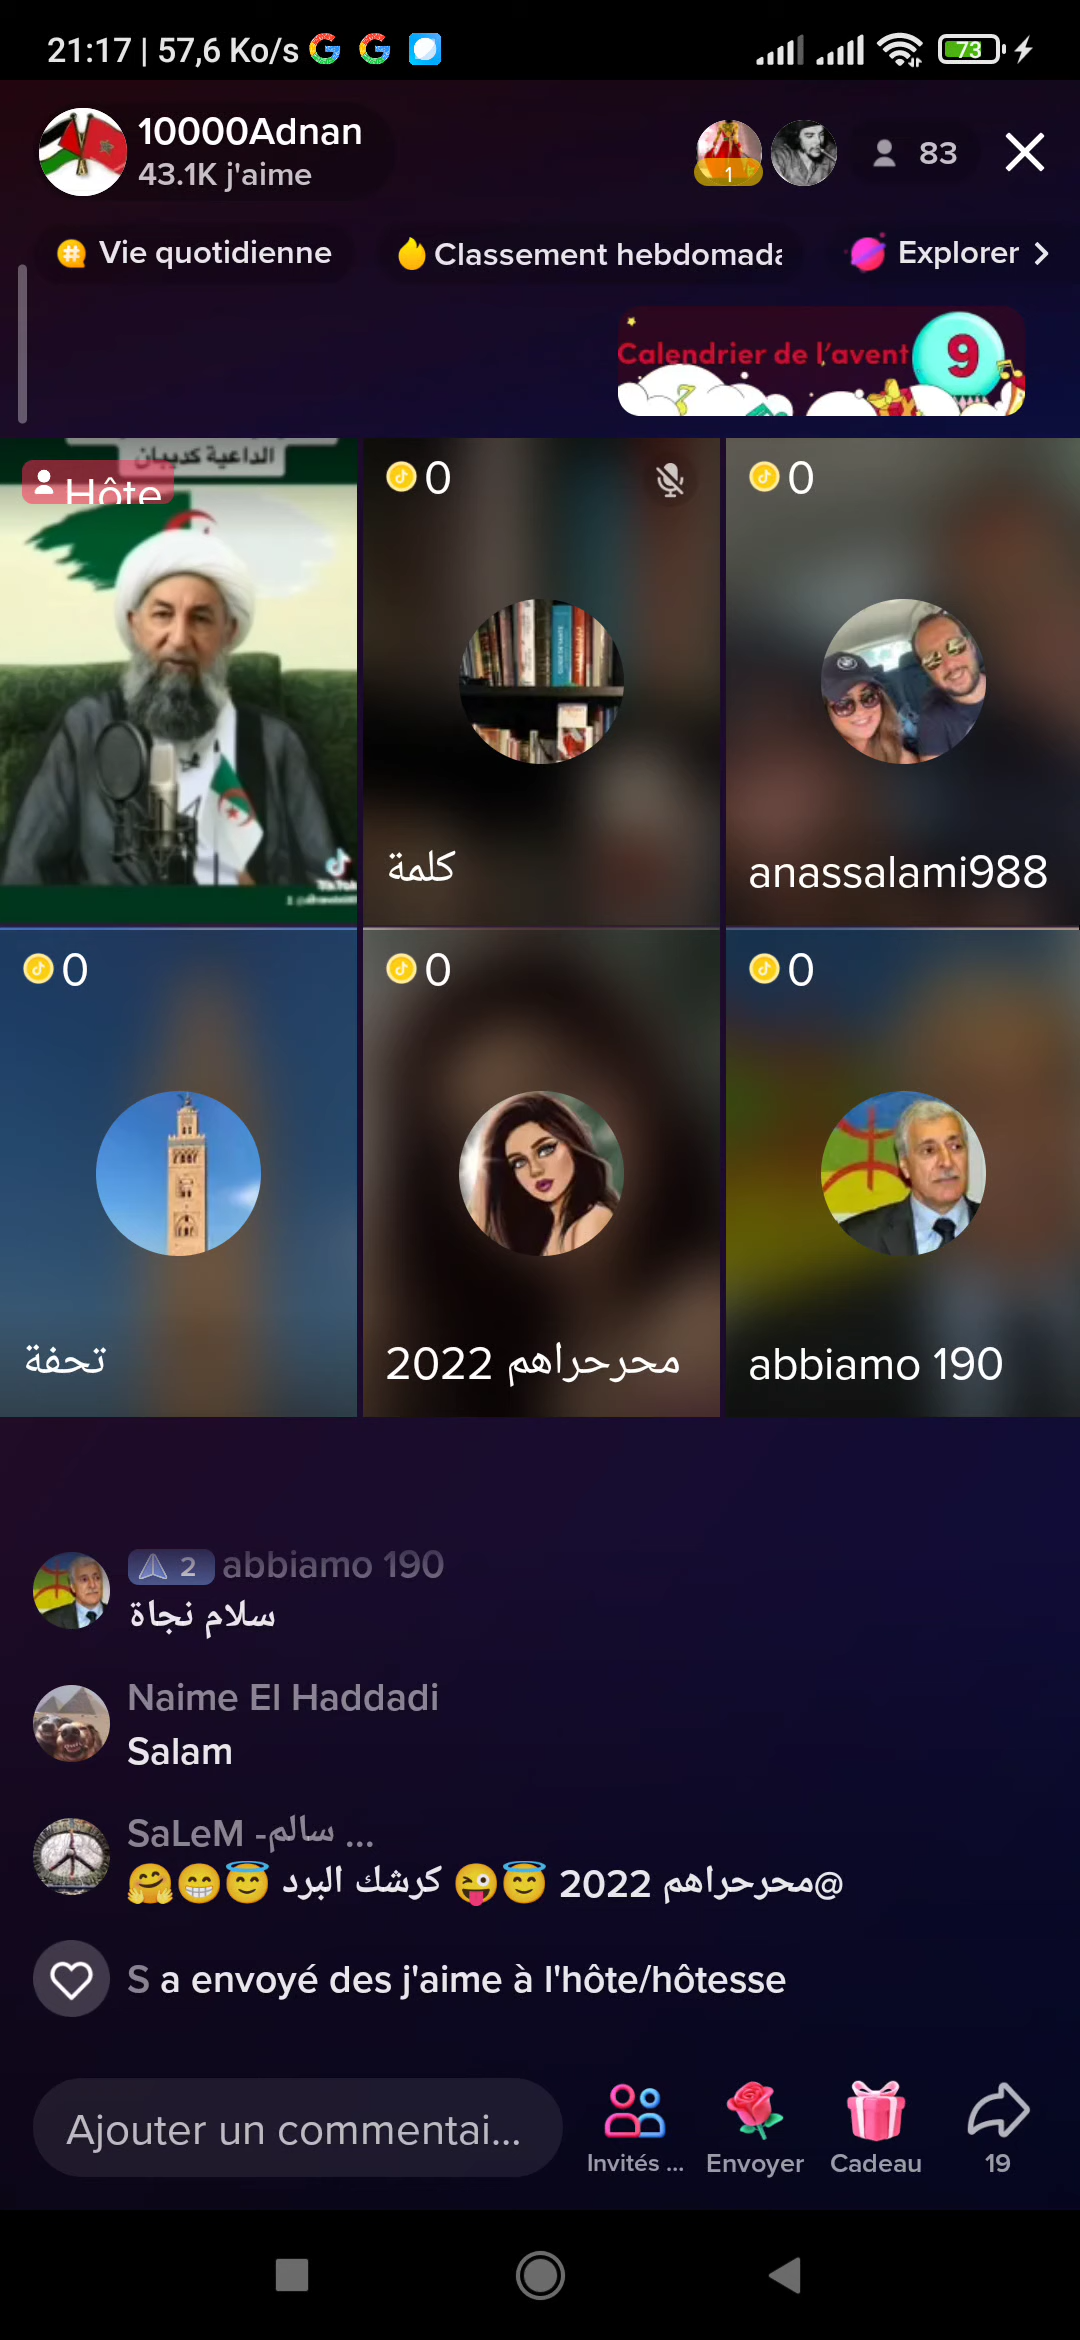 21:17 | 57,6 Ko/s
73
10000Adnan
43.1K j'aime
1
83
Vie quotidienne
Classement hebdomada
Explorer
Calendrier de l'avent
9
الداعية كديبان
Hôte
0
0
كلمة
anassalami988
TikTok
0
0
0
تحفة
محرحراهم 2022
abbiamo 190
2 abbiamo 190
سلام نجاة
Naime El Haddadi
Salam
SaLeM -سالم ...
@محرحراهم 2022 😇😜 كرشك البرد 😇😁🤗
S a envoyé des j'aime à l'hôte/hôtesse
Ajouter un commentai...
Invités ...
Envoyer
Cadeau
19